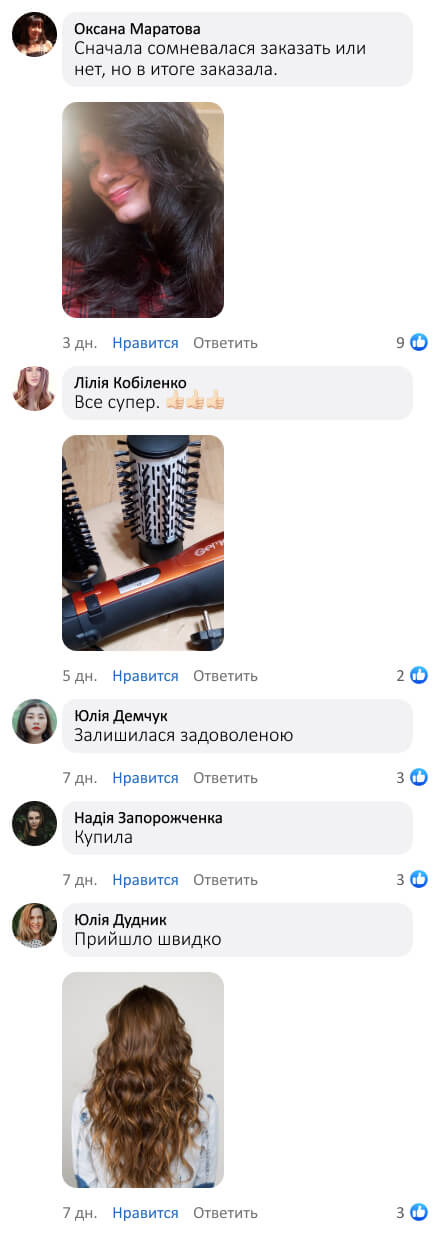 Оксана Маратова
Сначала сомневалася заказать или
нет, но в итоге заказала.
3 дн. Нравится Ответить 9
Лілія Кобіленко
Все супер. 👍🏻👍🏻👍🏻
5 дн. Нравится Ответить 2
Юлія Демчук
Залишилася задоволеною
7 дн. Нравится Ответить 3
Надія Запорожченка
Купила
7 дн. Нравится Ответить 3
Юлія Дудник
Прийшло швидко
7 дн. Нравится Ответить 3